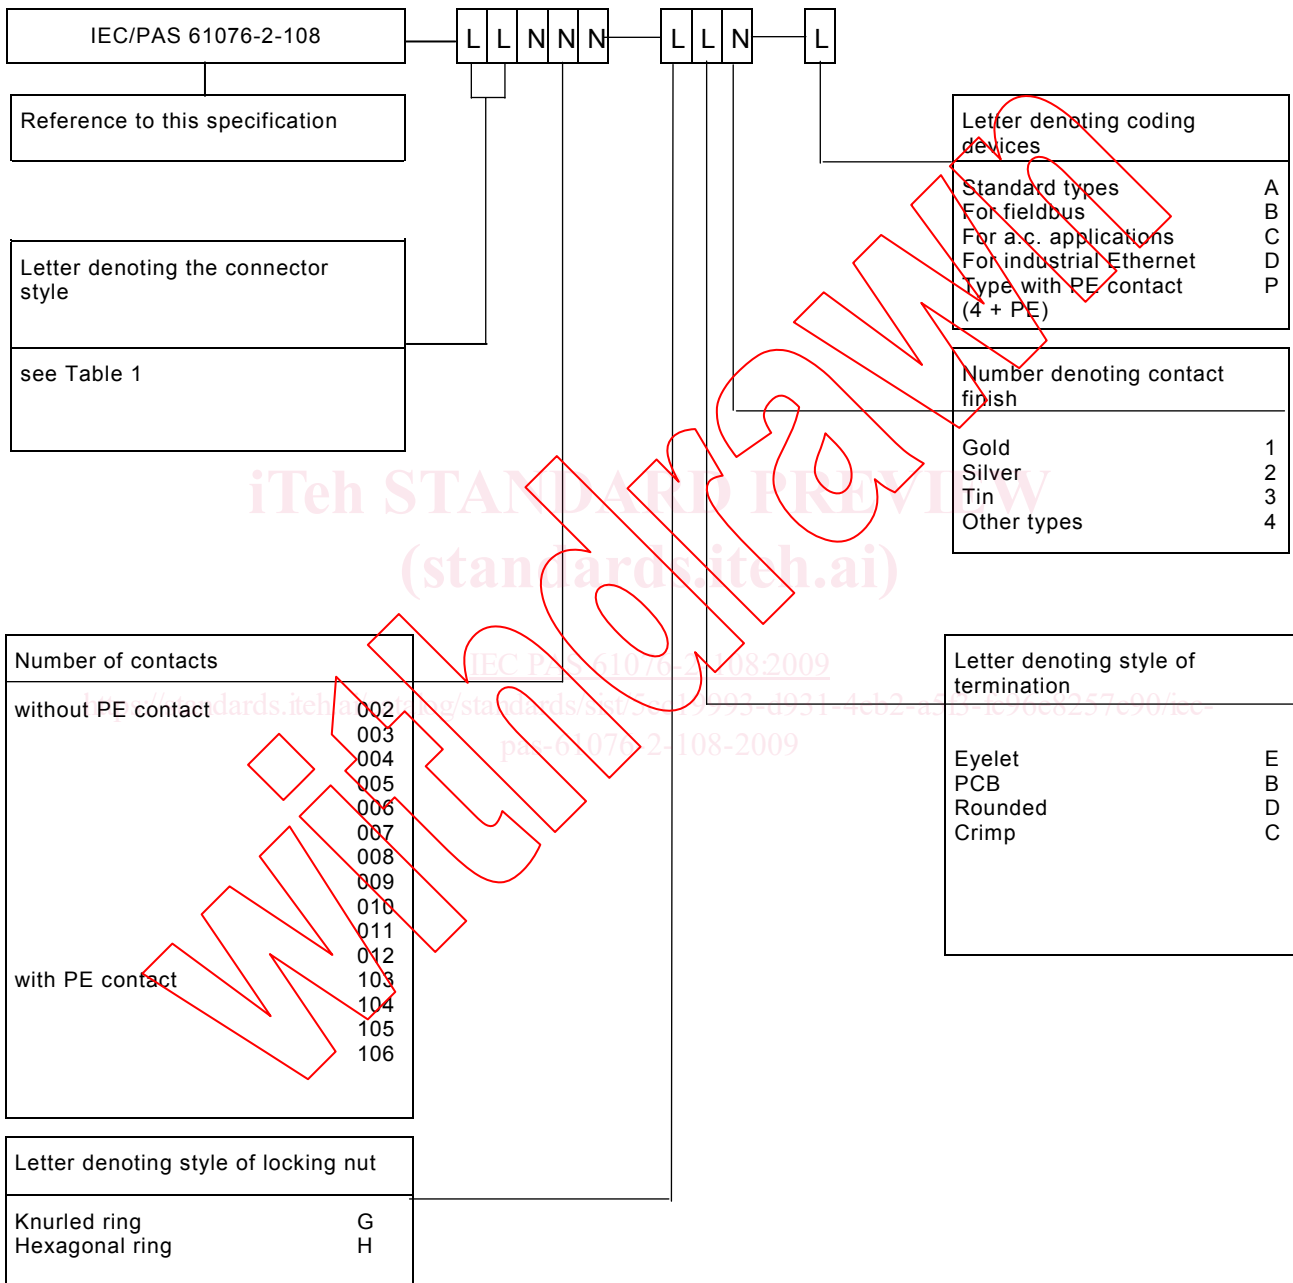 IEC/PAS 61076-2-108
L L N N N L L N L
Reference to this specification
Letter denoting coding
devices
Standard types A
For fieldbus B
For a.c. applications C
For industrial Ethernet D
Type with PE contact P
(4 + PE)
Letter denoting the connector
style
see Table 1
Number denoting contact
finish
Gold 1
Silver 2
Tin 3
Other types 4
iTeh STANDARD PREVIEW
(standards.iteh.ai)
withdrawn
IEC PAS 61076-2-108:2009
pas-61076-2-108-2009
Number of contacts
without PE contact 002
003
004
005
006
007
008
009
010
011
012
with PE contact 103
104
105
106
Letter denoting style of
termination
Eyelet E
PCB B
Rounded D
Crimp C
Letter denoting style of locking nut
Knurled ring G
Hexagonal ring H